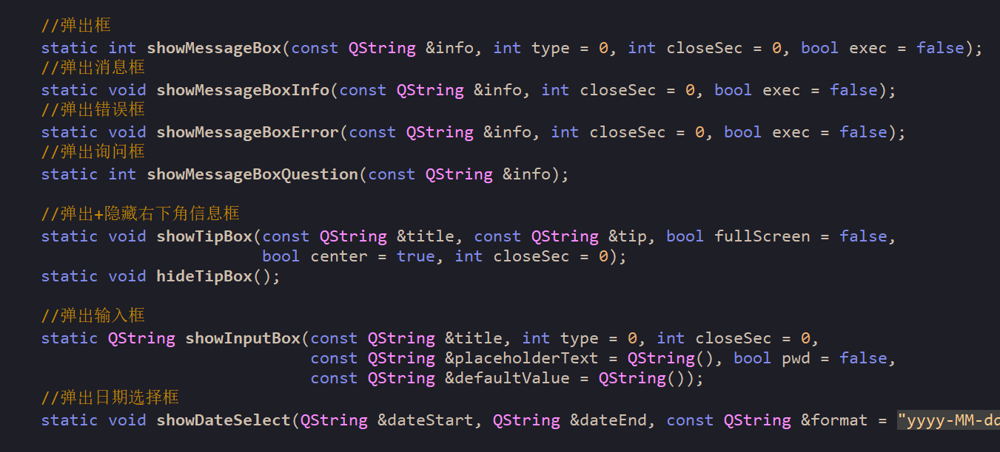 //弹出框
static int showMessageBox(const QString &info, int type = 0, int closeSec = 0, bool exec = false);
//弹出消息框
static void showMessageBoxInfo(const QString &info, int closeSec = 0, bool exec = false);
//弹出错误框
static void showMessageBoxError(const QString &info, int closeSec = 0, bool exec = false);
//弹出询问框
static int showMessageBoxQuestion(const QString &info);
//弹出+隐藏右下角信息框
static void showTipBox(const QString &title, const QString &tip, bool fullScreen = false,
bool center = true, int closeSec = 0);
static void hideTipBox();
//弹出输入框
static QString showInputBox(const QString &title, int type = 0, int closeSec = 0,
const QString &placeholderText = QString(), bool pwd = false,
const QString &defaultValue = QString());
//弹出日期选择框
static void showDateSelect(QString &dateStart, QString &dateEnd, const QString &format = "yyyy-MM-dd